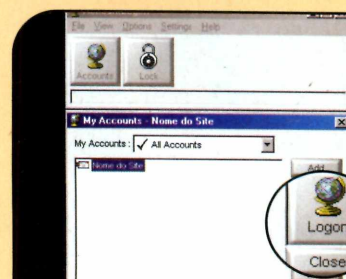 File View Options Settings Help
Accounts Lock
My Accounts - Nome do Site
My Accounts : All Accounts
Nome do Site
Add
Logon
Close